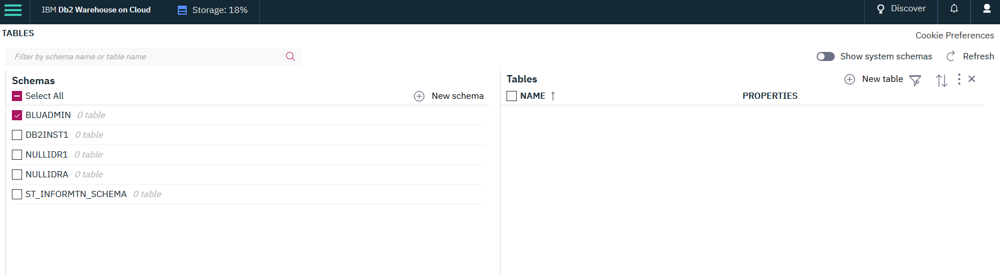 IBM Db2 Warehouse on Cloud Storage: 18% Discover
TABLES
Cookie Preferences
Filter by schema name or table name
Show system schemas Refresh
Schemas
Select All New schema
BLUADMIN 0 table
DB2INST1 0 table
NULLIDR1 0 table
NULLIDRA 0 table
ST_INFORMTN_SCHEMA 0 table
Tables New table
NAME PROPERTIES